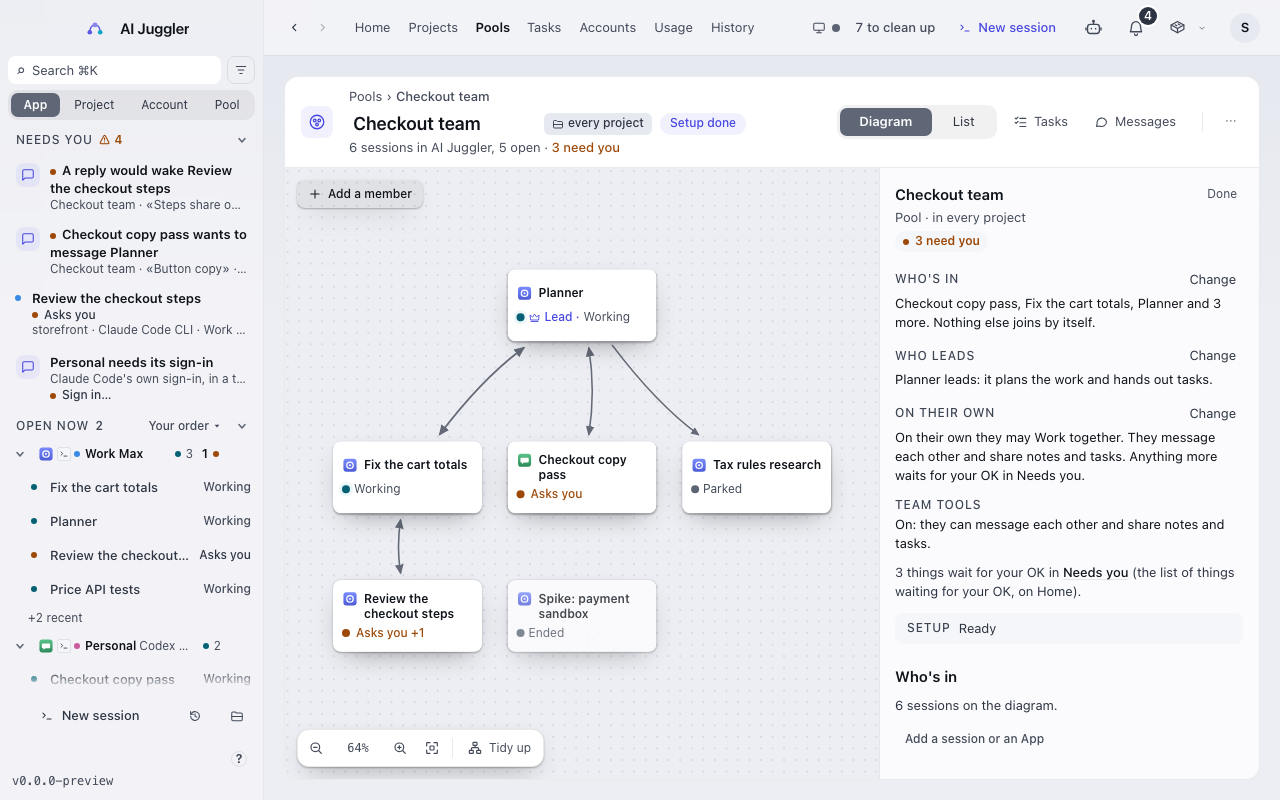 AI Juggler
Search ⌘K
App Project Account Pool
NEEDS YOU 4
A reply would wake Review
the checkout steps
Checkout team · «Steps share o...
Checkout copy pass wants to
message Planner
Checkout team · «Button copy» ·...
Review the checkout steps
Asks you
storefront · Claude Code CLI · Work ...
Personal needs its sign-in
Claude Code's own sign-in, in a t...
Sign in...
OPEN NOW 2 Your order
Work Max 3 1
Fix the cart totals Working
Planner Working
Review the checkout... Asks you
Price API tests Working
+2 recent
Personal Codex ... 2
Checkout copy pass Working
New session
?
v0.0.0-preview
Home Projects Pools Tasks Accounts Usage History
7 to clean up
New session
4
S
Pools › Checkout team
Checkout team
every project
Setup done
6 sessions in AI Juggler, 5 open · 3 need you
Diagram List
Tasks
Messages
Add a member
Planner
Lead · Working
Fix the cart totals
Working
Checkout copy
pass
Asks you
Tax rules research
Parked
Review the
checkout steps
Asks you +1
Spike: payment
sandbox
Ended
64%
Tidy up
Checkout team Done
Pool · in every project
3 need you
WHO'S IN Change
Checkout copy pass, Fix the cart totals, Planner and 3
more. Nothing else joins by itself.
WHO LEADS Change
Planner leads: it plans the work and hands out tasks.
ON THEIR OWN Change
On their own they may Work together. They message
each other and share notes and tasks. Anything more
waits for your OK in Needs you.
TEAM TOOLS
On: they can message each other and share notes and
tasks.
3 things wait for your OK in Needs you (the list of things
waiting for your OK, on Home).
SETUP Ready
Who's in
6 sessions on the diagram.
Add a session or an App